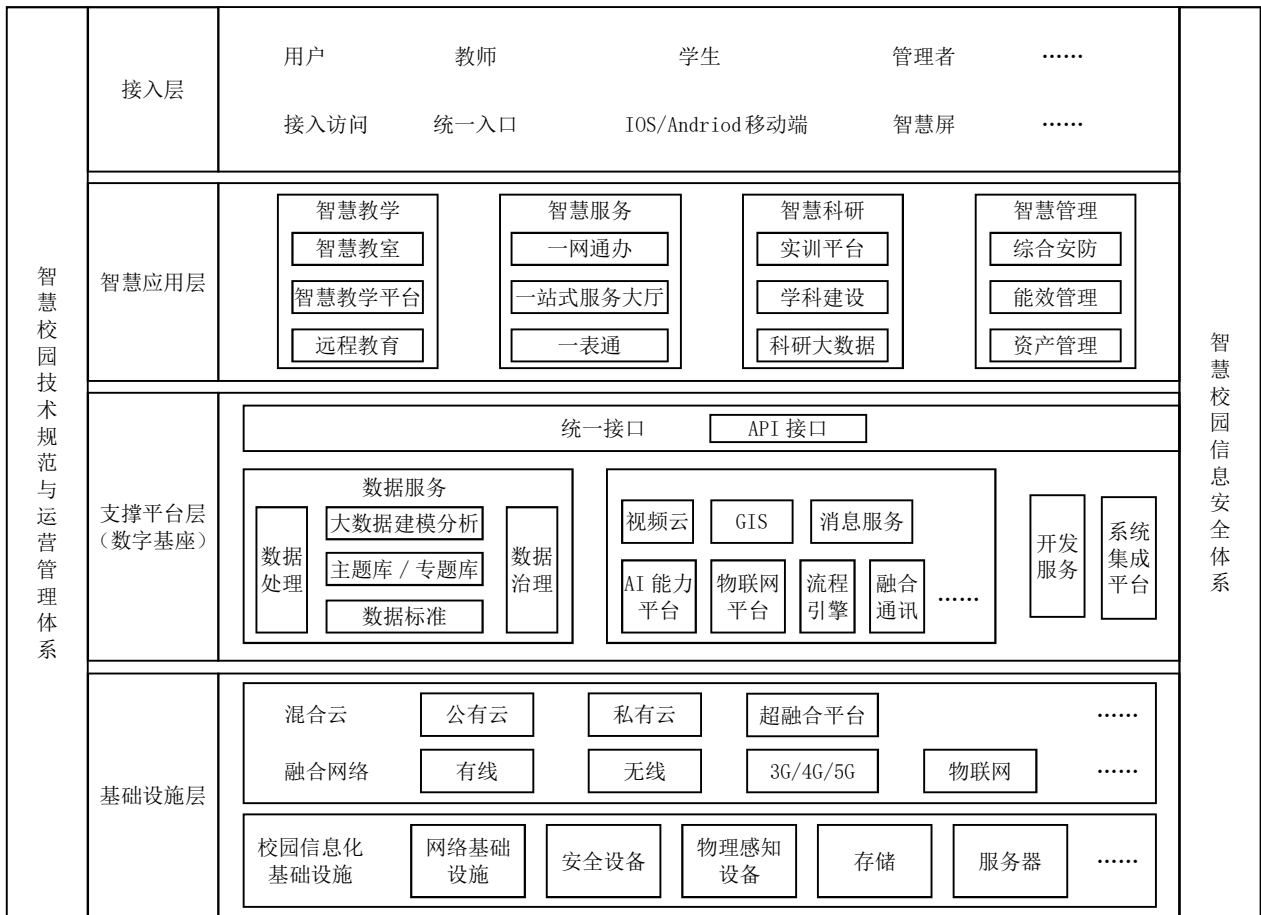 智慧校园技术规范与运营管理体系
接入层
用户 教师 学生 管理者 ……
接入访问 统一入口 IOS/Andriod移动端 智慧屏 ……
智慧应用层
智慧教学
智慧教室
智慧教学平台
远程教育
智慧服务
一网通办
一站式服务大厅
一表通
智慧科研
实训平台
学科建设
科研大数据
智慧管理
综合安防
能效管理
资产管理
支撑平台层
（数字基座）
统一接口 API 接口
数据服务
数据
处理
大数据建模分析
主题库 / 专题库
数据标准
数据
治理
视频云 GIS 消息服务
AI 能力
平台
物联网
平台
流程
引擎
融合
通讯
……
开发
服务
系统
集成
平台
基础设施层
混合云 公有云 私有云 超融合平台 ……
融合网络 有线 无线 3G/4G/5G 物联网 ……
校园信息化
基础设施
网络基础
设施
安全设备
物理感知
设备
存储
服务器
……
智慧校园信息安全体系